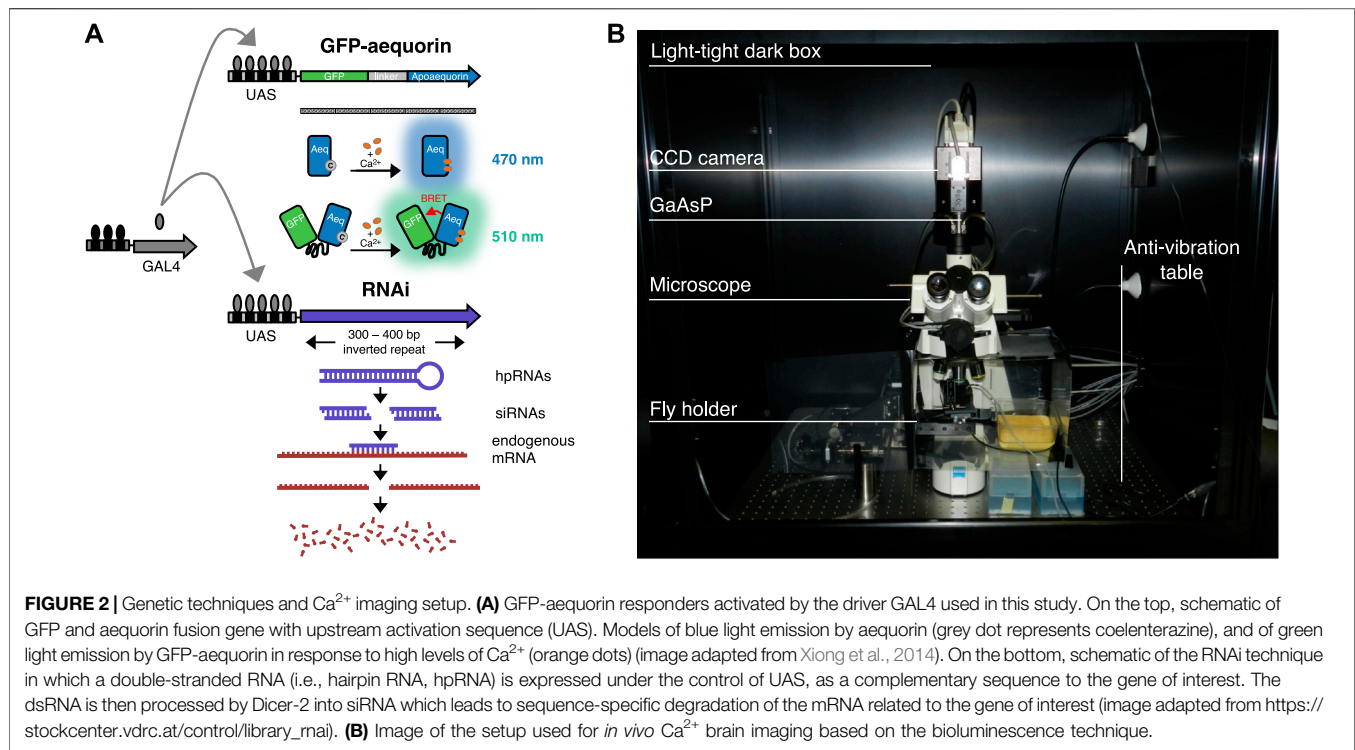 A
GFP-aequorin
UAS
GFP linker Apoaequorin
Aeq
C
+
Ca²⁺
Aeq
470 nm
BRET
GFP
Aeq
C
+
Ca²⁺
GFP
Aeq
510 nm
GAL4
RNAi
UAS
300 – 400 bp
inverted repeat
hpRNAs
siRNAs
endogenous
mRNA
B
Light-tight dark box
CCD camera
GaAsP
Microscope
Fly holder
Anti-vibration
table
FIGURE 2 | Genetic techniques and Ca²⁺ imaging setup. (A) GFP-aequorin responders activated by the driver GAL4 used in this study. On the top, schematic of
GFP and aequorin fusion gene with upstream activation sequence (UAS). Models of blue light emission by aequorin (grey dot represents coelenterazine), and of green
light emission by GFP-aequorin in response to high levels of Ca²⁺ (orange dots) (image adapted from Xiong et al., 2014). On the bottom, schematic of the RNAi technique
in which a double-stranded RNA (i.e., hairpin RNA, hpRNA) is expressed under the control of UAS, as a complementary sequence to the gene of interest. The
dsRNA is then processed by Dicer-2 into siRNA which leads to sequence-specific degradation of the mRNA related to the gene of interest (image adapted from https://
stockcenter.vdrc.at/control/library_rnai). (B) Image of the setup used for in vivo Ca²⁺ brain imaging based on the bioluminescence technique.